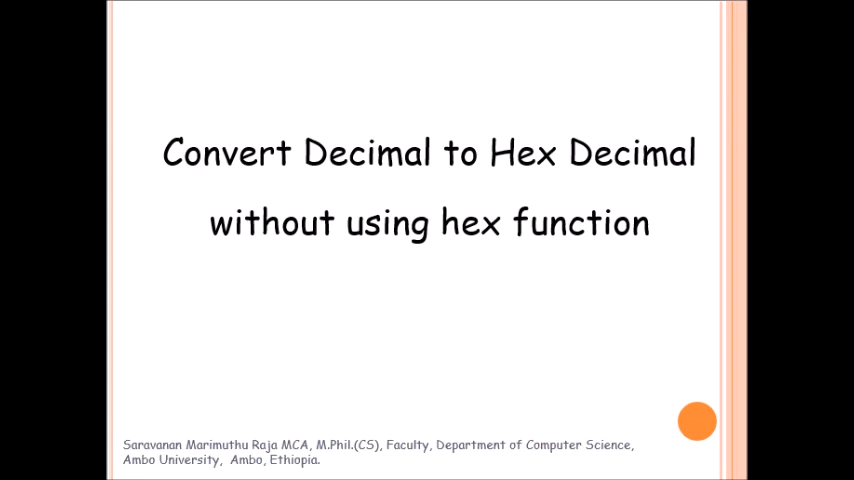 Convert Decimal to Hex Decimal
without using hex function
Saravanan Marimuthu Raja MCA, M.Phil.(CS), Faculty, Department of Computer Science,
Ambo University, Ambo, Ethiopia.